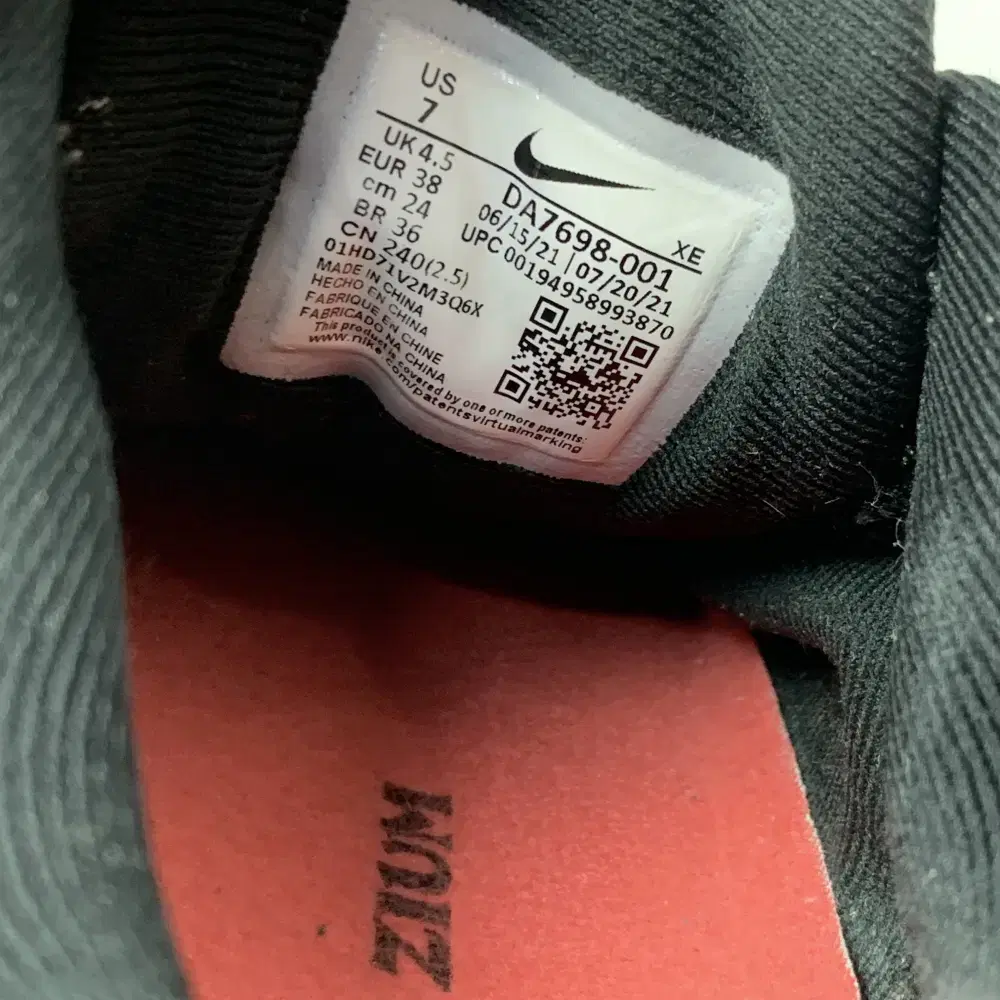 US
7
UK 4.5
EUR 38
cm 24
BR 36
CN 240(2.5)
XE
DA7698-001
06/15/21 | 07/20/21
UPC 00194958993870
01HD71V2M3Q6X
MADE IN CHINA
HECHO EN CHINA
FABRIQUE EN CHINE
FABRICADO NA CHINA
This product is covered by one or more patents:
www.nike.com/patentsvirtualmarking
ZIUM